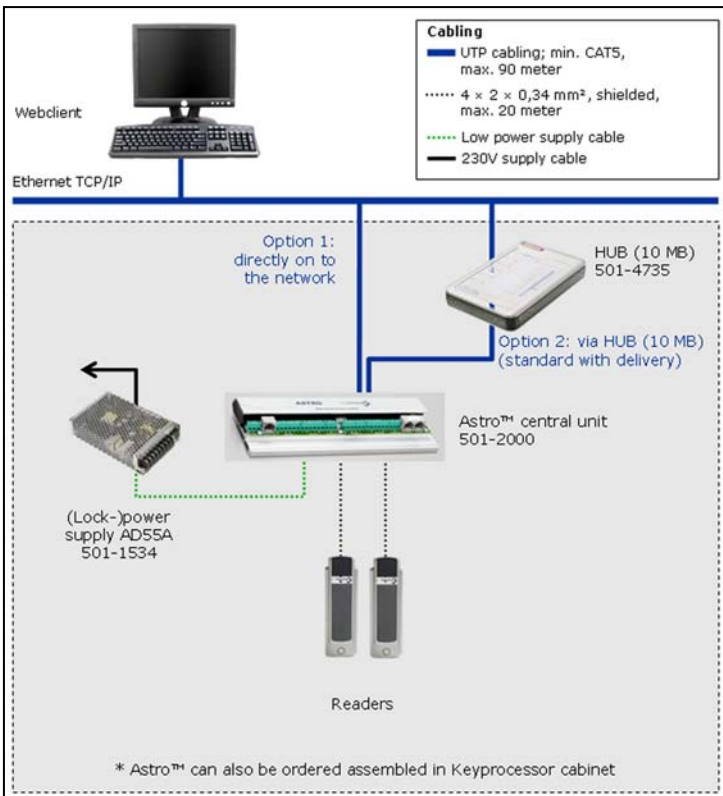 Cabling
UTP cabling; min. CAT5,
max. 90 meter
4 × 2 × 0,34 mm², shielded,
max. 20 meter
Low power supply cable
230V supply cable
Webclient
Ethernet TCP/IP
Option 1:
directly on to
the network
HUB (10 MB)
501-4735
Option 2: via HUB (10 MB)
(standard with delivery)
ASTRO
Astro™ central unit
501-2000
(Lock-)power
supply AD55A
501-1534
Readers
* Astro™ can also be ordered assembled in Keyprocessor cabinet